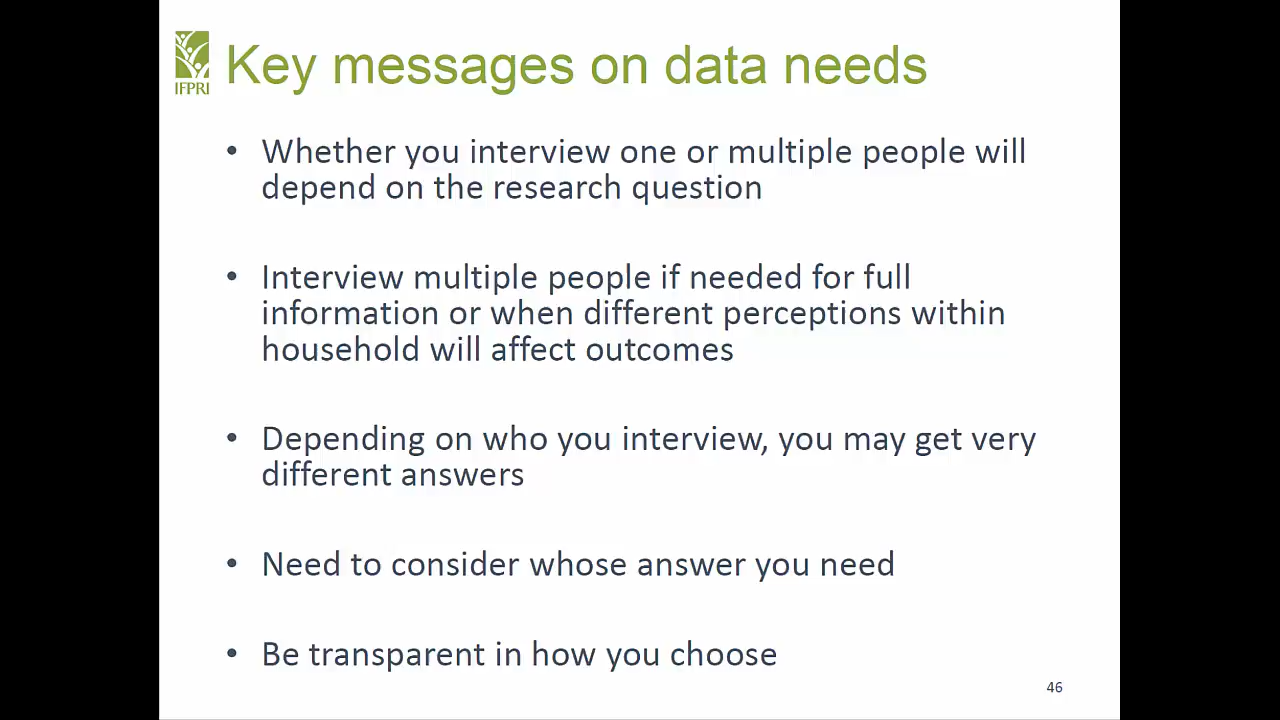 IFPRI
Key messages on data needs
• Whether you interview one or multiple people will
depend on the research question
• Interview multiple people if needed for full
information or when different perceptions within
household will affect outcomes
• Depending on who you interview, you may get very
different answers
• Need to consider whose answer you need
• Be transparent in how you choose
46